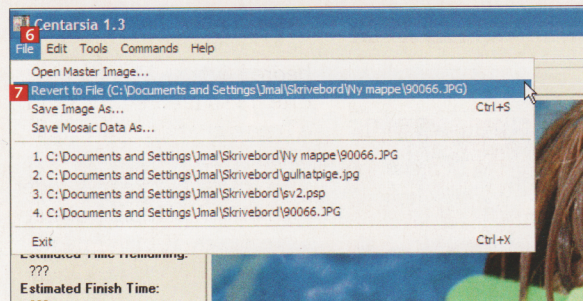 Centarsia 1.3
6
File Edit Tools Commands Help
Open Master Image...
7 Revert to File (C:\Documents and Settings\Jmal\Skrivebord\Ny mappe\90066.JPG)
Save Image As... Ctrl+S
Save Mosaic Data As...
1. C:\Documents and Settings\Jmal\Skrivebord\Ny mappe\90066.JPG
2. C:\Documents and Settings\Jmal\Skrivebord\gulhatpige.jpg
3. C:\Documents and Settings\Jmal\Skrivebord\sv2.psp
4. C:\Documents and Settings\Jmal\Skrivebord\90066.JPG
Exit Ctrl+X
Estimated Time Remaining:
???
Estimated Finish Time: